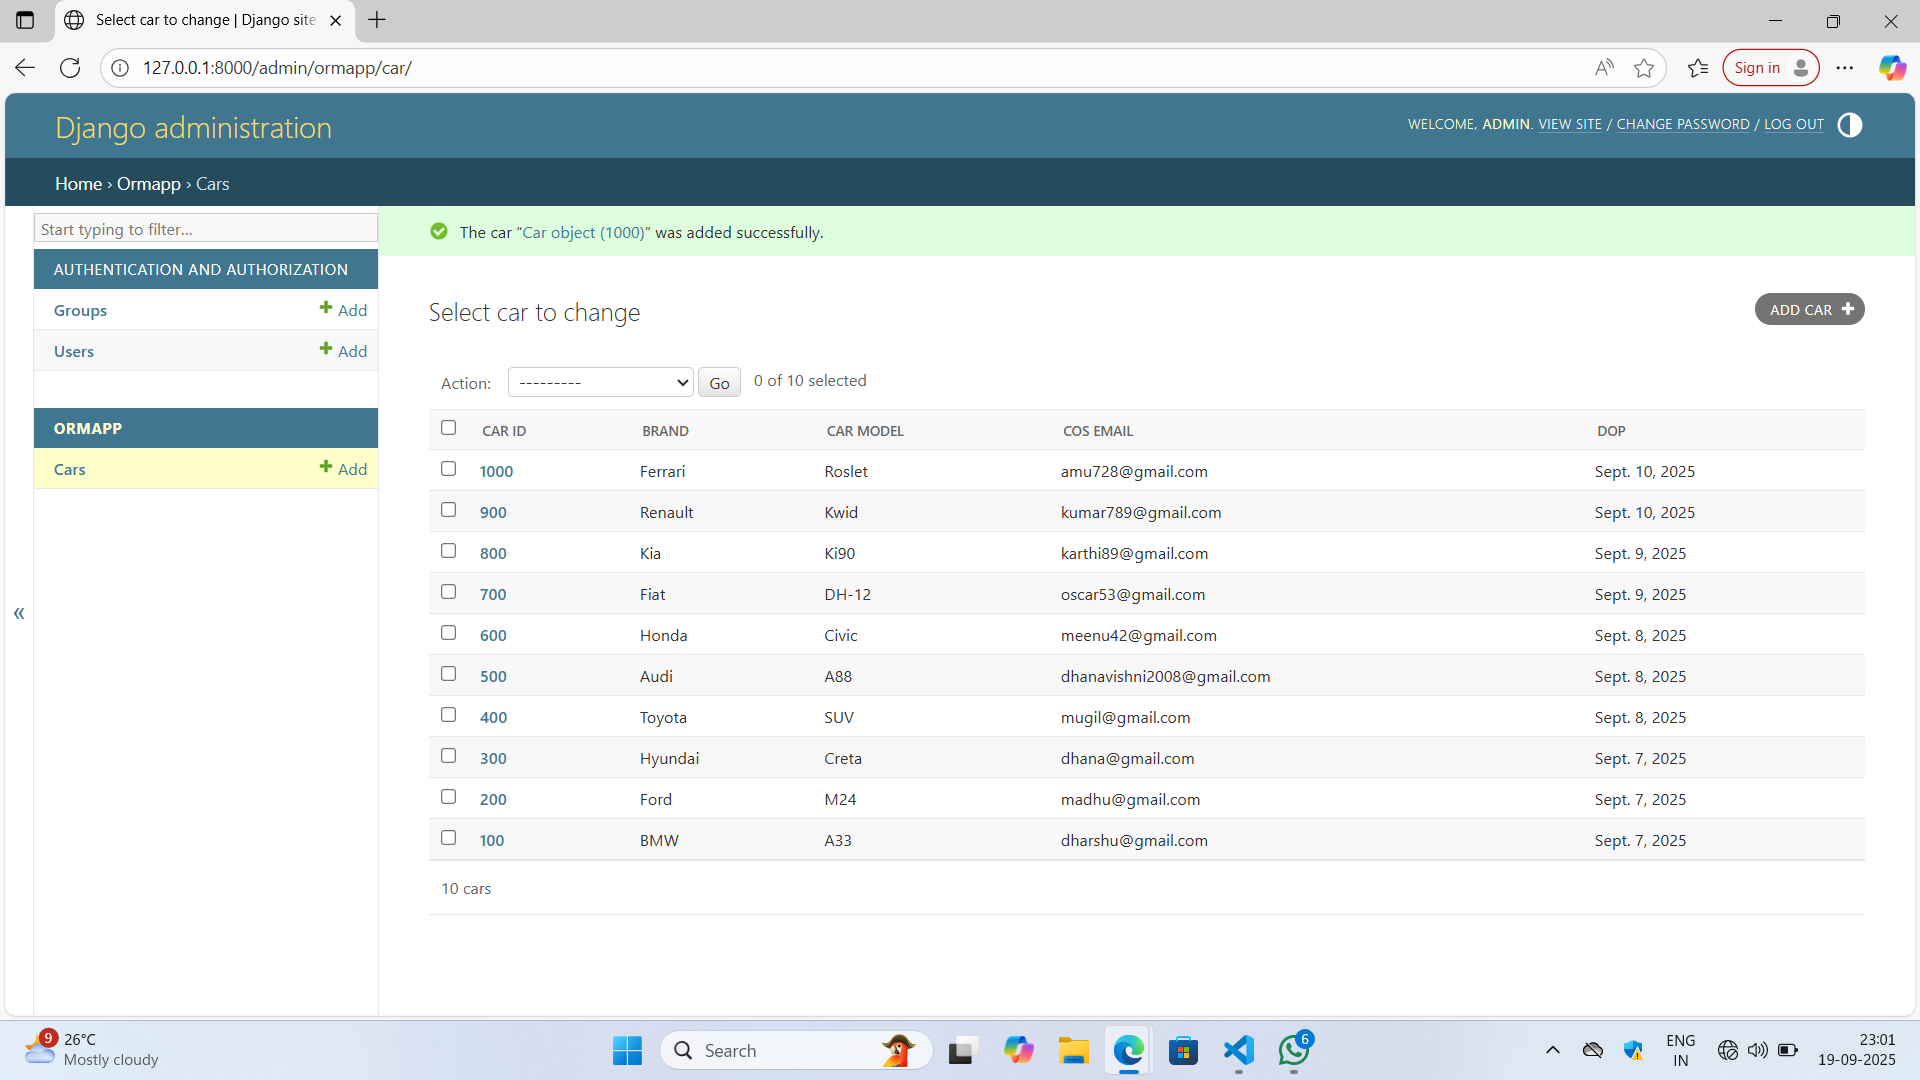 Select car to change | Django site
127.0.0.1:8000/admin/ormapp/car/
Sign in
Django administration
WELCOME, ADMIN. VIEW SITE / CHANGE PASSWORD / LOG OUT
Home › Ormapp › Cars
Start typing to filter...
AUTHENTICATION AND AUTHORIZATION
Groups
Add
Users
Add
ORMAPP
Cars
Add
«
The car “Car object (1000)” was added successfully.
Select car to change
ADD CAR
Action: --------- Go 0 of 10 selected
CAR ID BRAND CAR MODEL COS EMAIL DOP
1000 Ferrari Roslet amu728@gmail.com Sept. 10, 2025
900 Renault Kwid kumar789@gmail.com Sept. 10, 2025
800 Kia Ki90 karthi89@gmail.com Sept. 9, 2025
700 Fiat DH-12 oscar53@gmail.com Sept. 9, 2025
600 Honda Civic meenu42@gmail.com Sept. 8, 2025
500 Audi A88 dhanavishni2008@gmail.com Sept. 8, 2025
400 Toyota SUV mugil@gmail.com Sept. 8, 2025
300 Hyundai Creta dhana@gmail.com Sept. 7, 2025
200 Ford M24 madhu@gmail.com Sept. 7, 2025
100 BMW A33 dharshu@gmail.com Sept. 7, 2025
10 cars
9
26°C
Mostly cloudy
Search
6
ENG
IN
23:01
19-09-2025